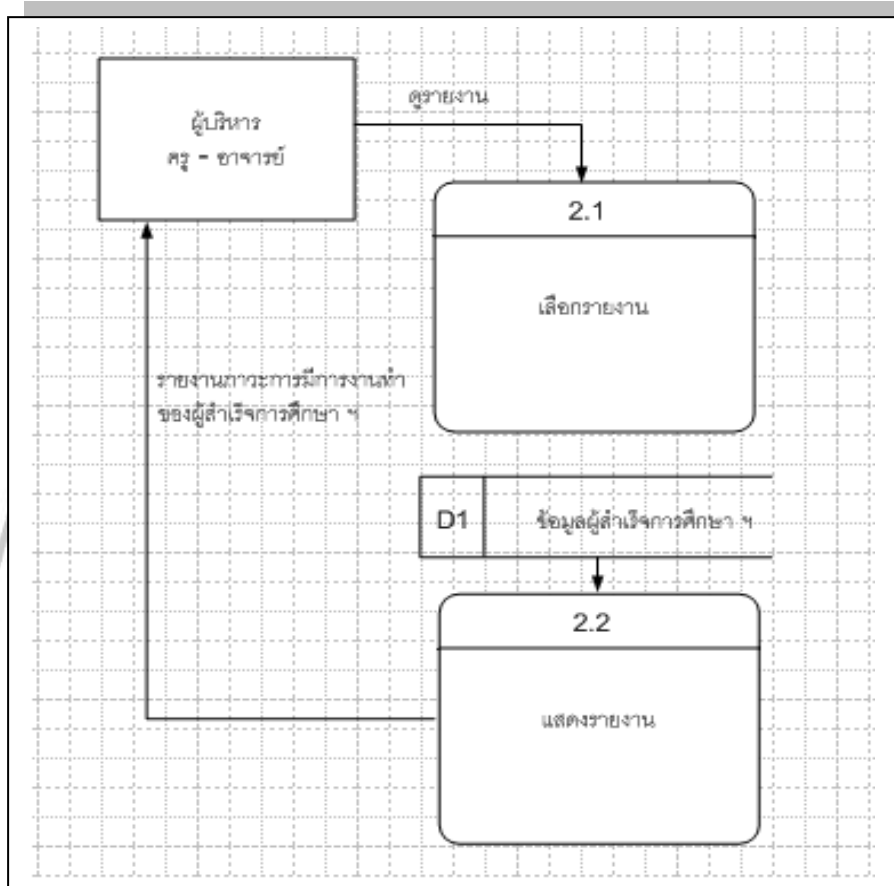 ดูรายงาน
ผู้บริหาร
ครู - อาจารย์
2.1
เลือกรายงาน
รายงานภาวะการมีการงานทำ
ของผู้สำเร็จการศึกษา ฯ
D1 ข้อมูลผู้สำเร็จการศึกษา ฯ
2.2
แสดงรายงาน